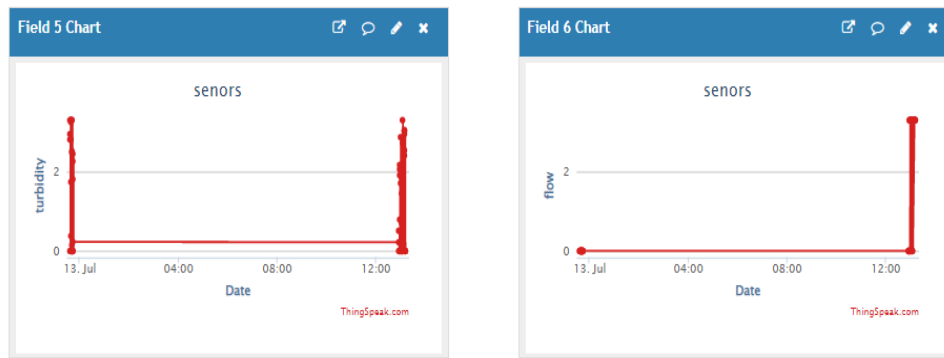 Field 5 Chart
senors
turbidity
2
0
13. Jul 04:00 08:00 12:00
Date
ThingSpeak.com
Field 6 Chart
senors
flow
2
0
13. Jul 04:00 08:00 12:00
Date
ThingSpeak.com